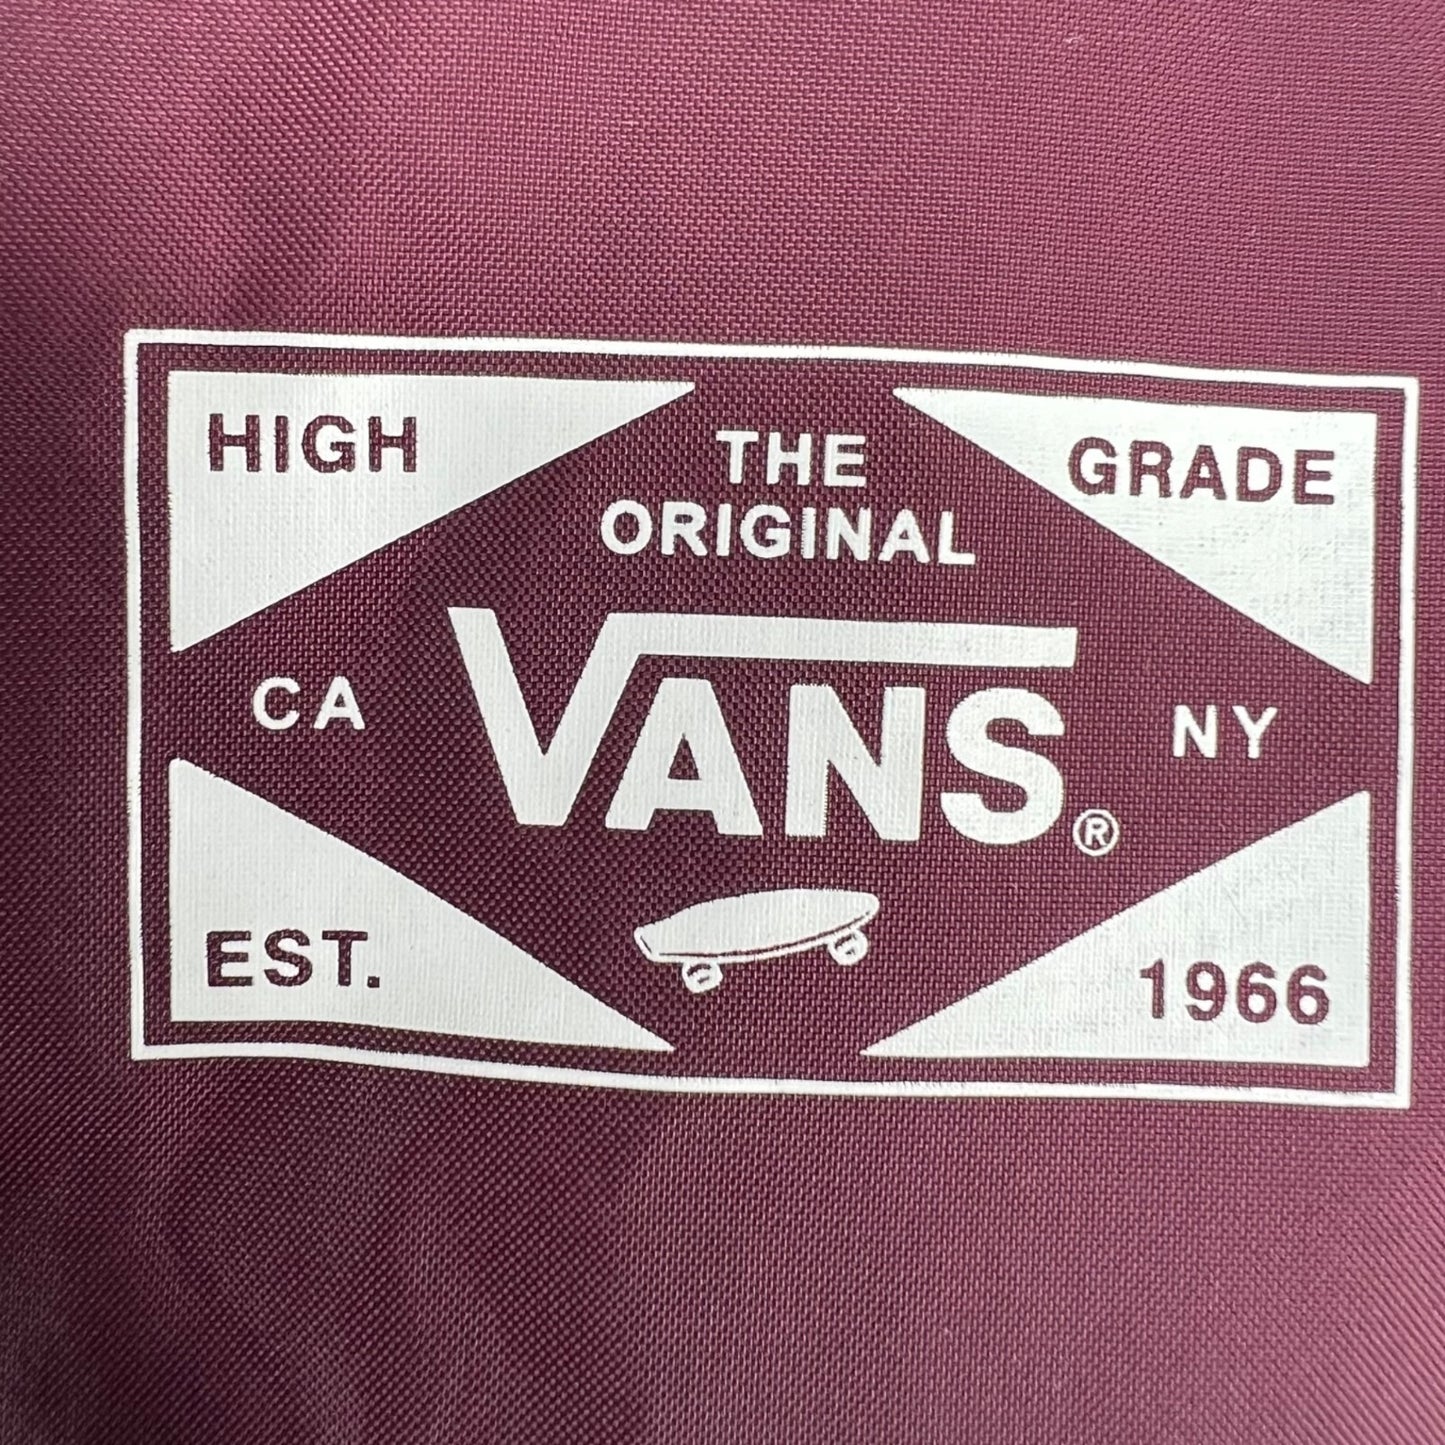 HIGH
GRADE
THE
ORIGINAL
CA
VANS®
NY
EST.
1966